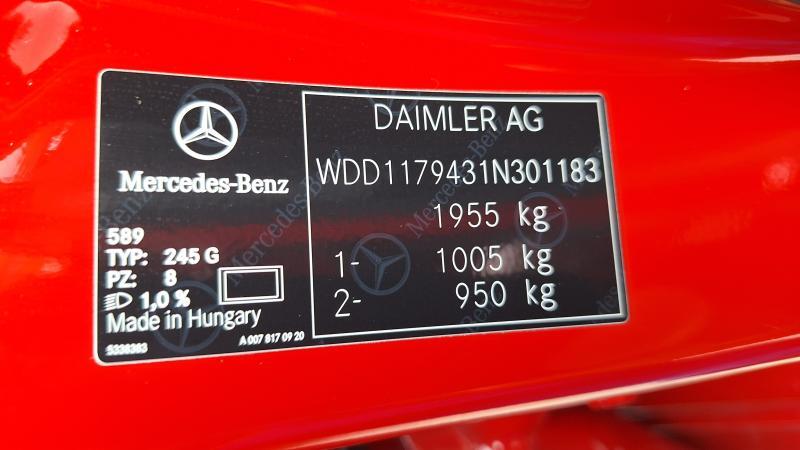 Mercedes-Benz
589
TYP: 245 G
PZ: 8
1,0 %
Made in Hungary
5338383
A 007 817 09 20
DAIMLER AG
WDD1179431N301183
1955 kg
1- 1005 kg
2- 950 kg